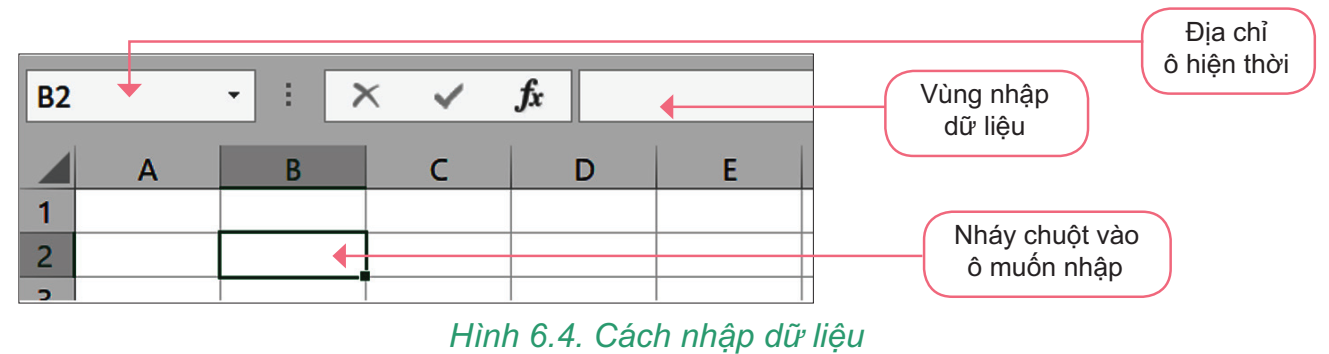 Địa chỉ
ô hiện thời
B2
fx
Vùng nhập
dữ liệu
A B C D E
1
2
3
Nháy chuột vào
ô muốn nhập
Hình 6.4. Cách nhập dữ liệu